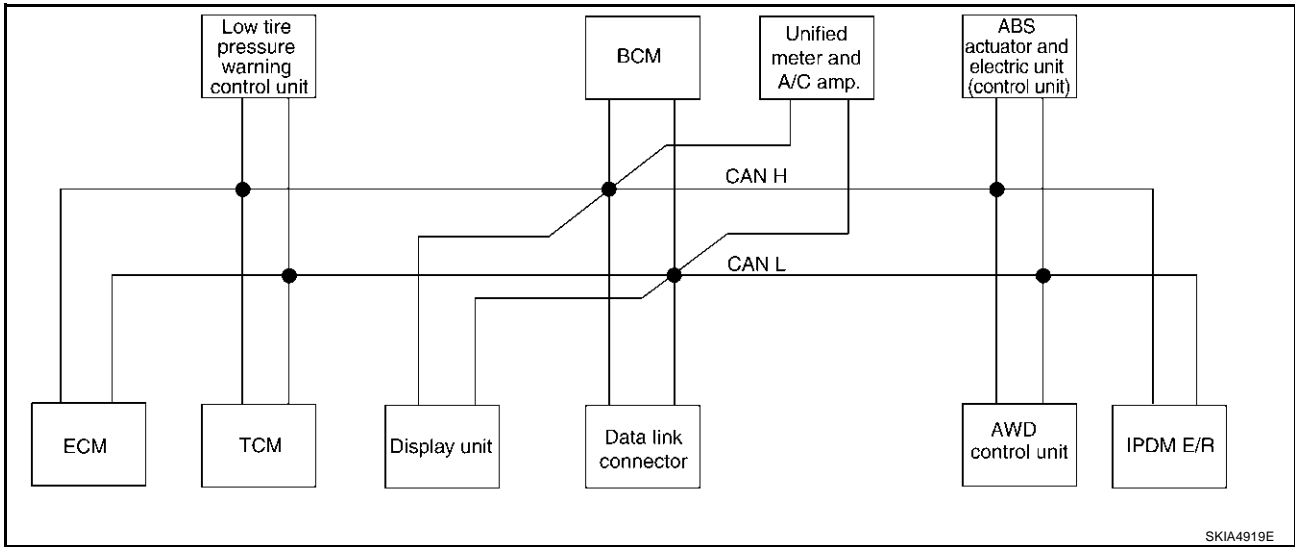 Low tire
pressure
warning
control unit
BCM
Unified
meter and
A/C amp.
ABS
actuator and
electric unit
(control unit)
CAN H
CAN L
ECM
TCM
Display unit
Data link
connector
AWD
control unit
IPDM E/R
SKIA4919E